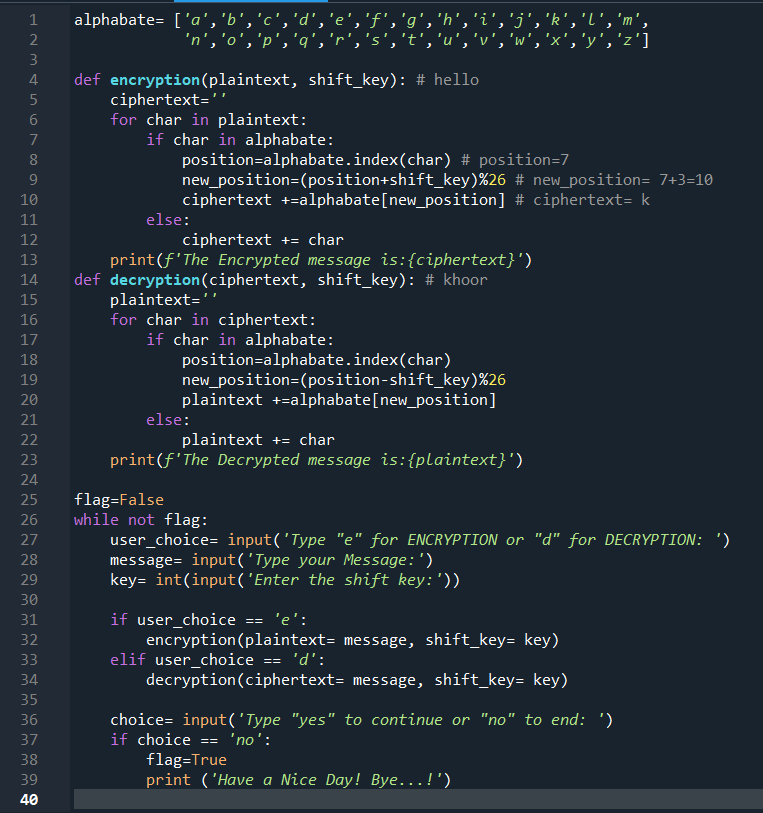 1 alphabate= ['a','b','c','d','e','f','g','h','i','j','k','l','m',
2 'n','o','p','q','r','s','t','u','v','w','x','y','z']
3
4 def encryption(plaintext, shift_key): # hello
5 ciphertext=''
6 for char in plaintext:
7 if char in alphabate:
8 position=alphabate.index(char) # position=7
9 new_position=(position+shift_key)%26 # new_position= 7+3=10
10 ciphertext +=alphabate[new_position] # ciphertext= k
11 else:
12 ciphertext += char
13 print(f'The Encrypted message is:{ciphertext}')
14 def decryption(ciphertext, shift_key): # khoor
15 plaintext=''
16 for char in ciphertext:
17 if char in alphabate:
18 position=alphabate.index(char)
19 new_position=(position-shift_key)%26
20 plaintext +=alphabate[new_position]
21 else:
22 plaintext += char
23 print(f'The Decrypted message is:{plaintext}')
24
25 flag=False
26 while not flag:
27 user_choice= input('Type "e" for ENCRYPTION or "d" for DECRYPTION: ')
28 message= input('Type your Message:')
29 key= int(input('Enter the shift key:'))
30
31 if user_choice == 'e':
32 encryption(plaintext= message, shift_key= key)
33 elif user_choice == 'd':
34 decryption(ciphertext= message, shift_key= key)
35
36 choice= input('Type "yes" to continue or "no" to end: ')
37 if choice == 'no':
38 flag=True
39 print ('Have a Nice Day! Bye...!')
40